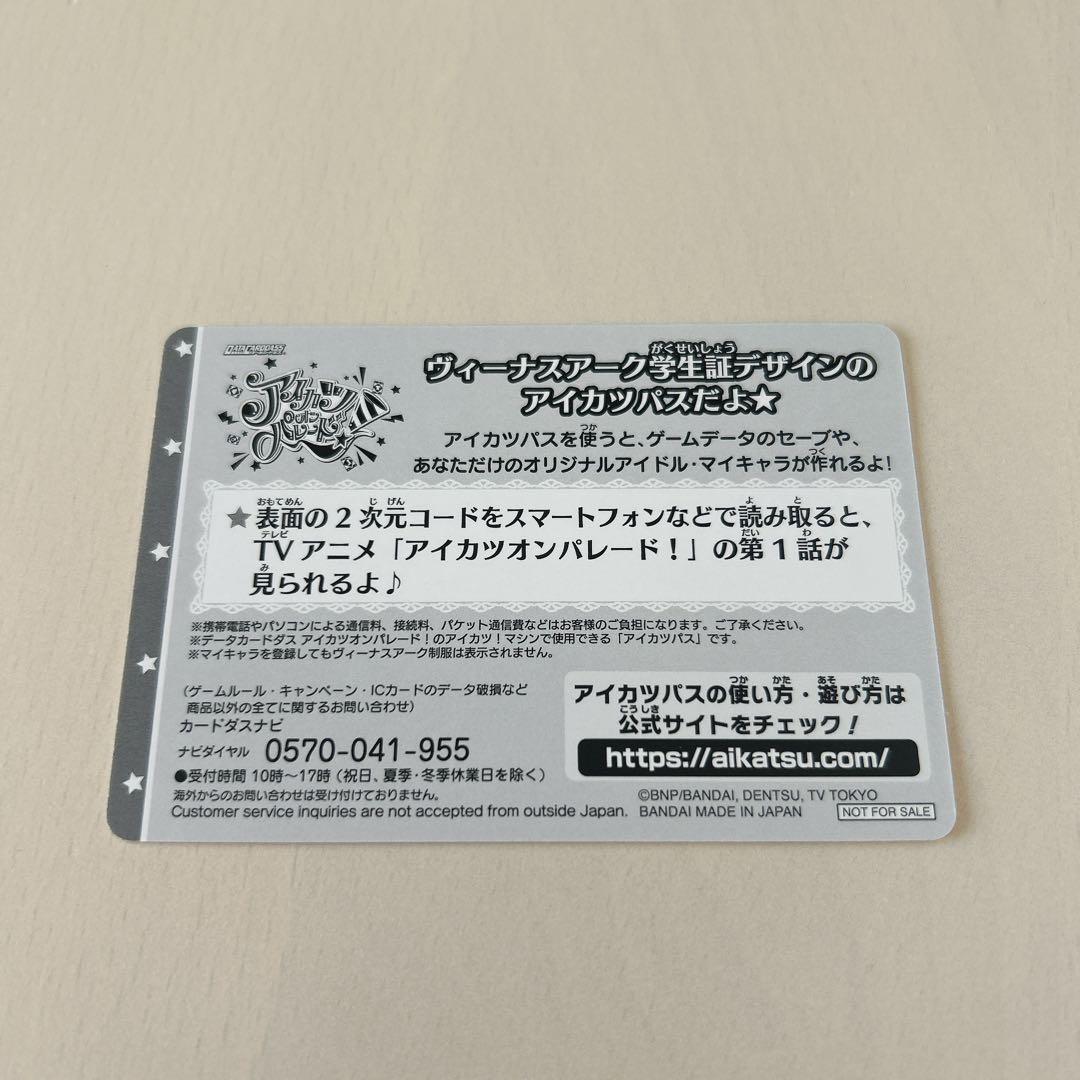 DATA CARDDASS
アイカツ
オン
パレード!
ヴィーナスアーク学生証デザインの
アイカツパスだよ★
アイカツパスを使うと、ゲームデータのセーブや、
あなただけのオリジナルアイドル・マイキャラが作れるよ!
★表面の2次元コードをスマートフォンなどで読み取ると、
TVアニメ「アイカツオンパレード!」の第1話が
見られるよ♪
※携帯電話やパソコンによる通信料、接続料、パケット通信費などはお客様のご負担になります。ご了承ください。
※データカードダス アイカツオンパレード!のアイカツ!マシンで使用できる「アイカツパス」です。
※マイキャラを登録してもヴィーナスアーク制服は表示されません。
(ゲームルール・キャンペーン・ICカードのデータ破損など
商品以外の全てに関するお問い合わせ)
カードダスナビ
ナビダイヤル 0570-041-955
●受付時間 10時~17時(祝日、夏季・冬季休業日を除く)
海外からのお問い合わせは受け付けておりません。
Customer service inquiries are not accepted from outside Japan.
アイカツパスの使い方・遊び方は
公式サイトをチェック!
https://aikatsu.com/
©BNP/BANDAI, DENTSU, TV TOKYO
BANDAI MADE IN JAPAN
NOT FOR SALE